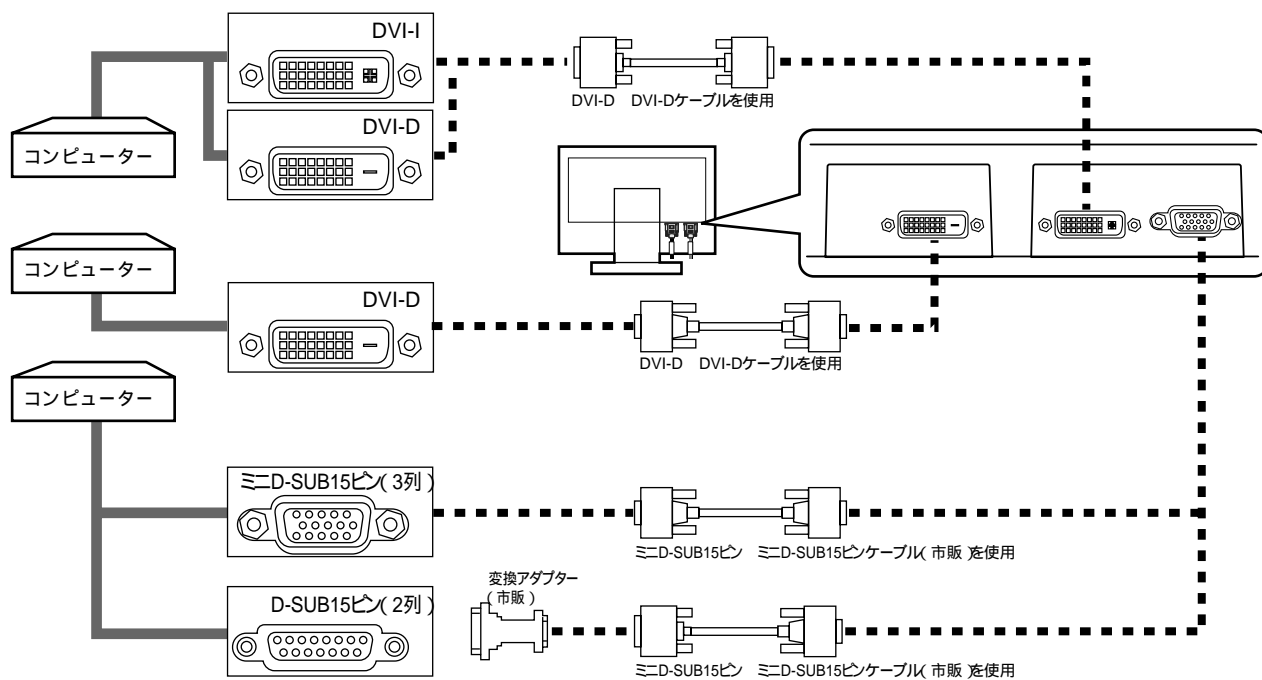 DVI-I
DVI-D
コンピューター
DVI-D DVI-Dケーブルを使用
コンピューター
DVI-D
DVI-D DVI-Dケーブルを使用
コンピューター
ミニD-SUB15ピン(3列)
ミニD-SUB15ピン ミニD-SUB15ピンケーブル(市販)を使用
変換アダプター
(市販)
D-SUB15ピン(2列)
ミニD-SUB15ピン ミニD-SUB15ピンケーブル(市販)を使用